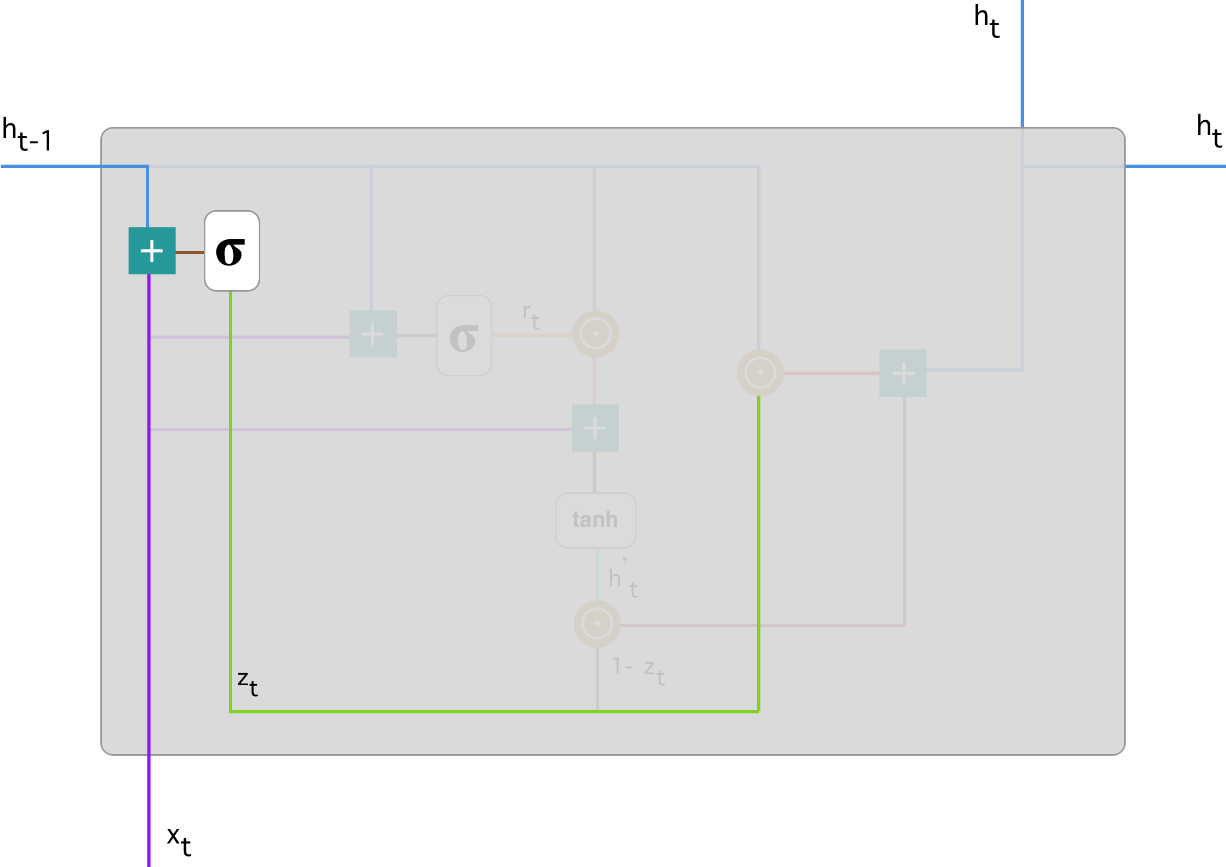 h_t
h_t-1
h_t
+
σ
r_t
+
σ
+
+
tanh
h'_t
1- z_t
z_t
x_t